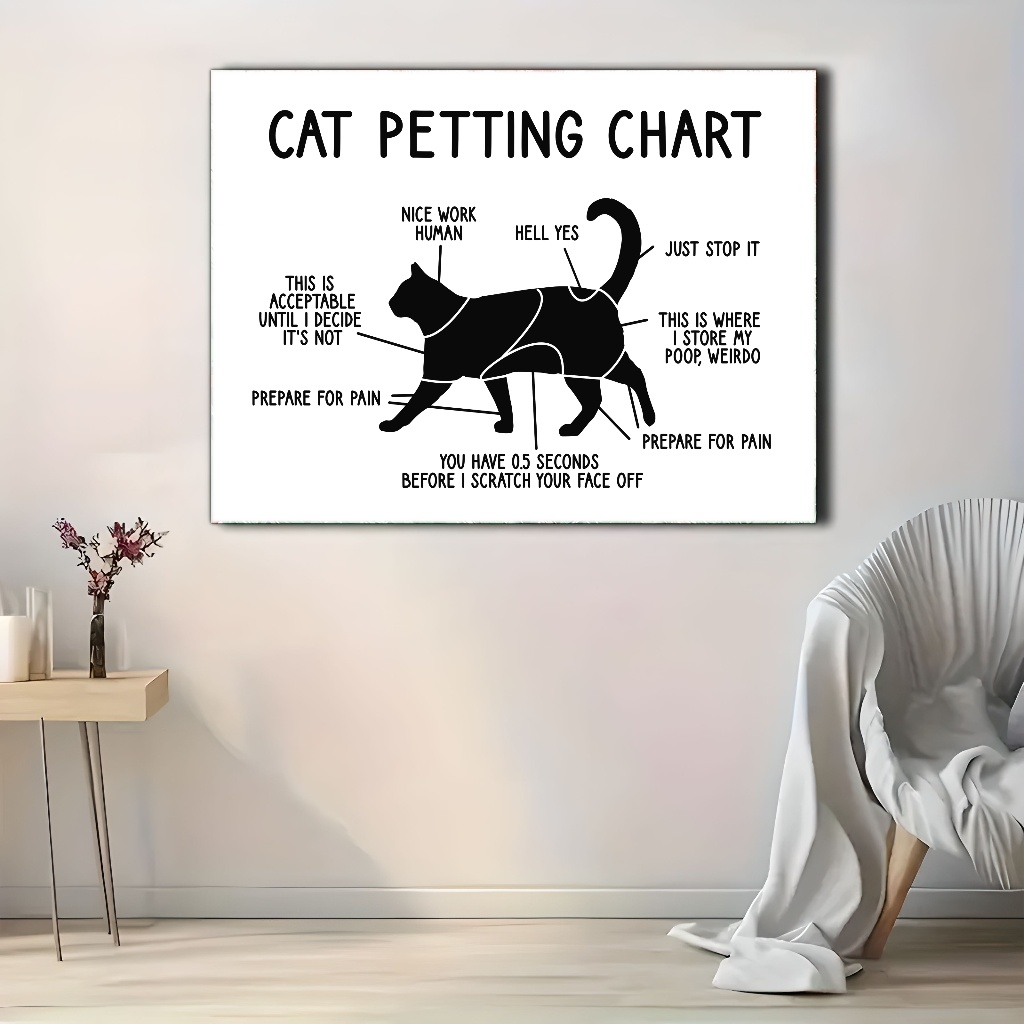 CAT PETTING CHART
NICE WORK
HUMAN
HELL YES
JUST STOP IT
THIS IS
ACCEPTABLE
UNTIL I DECIDE
IT'S NOT
THIS IS WHERE
I STORE MY
POOP, WEIRDO
PREPARE FOR PAIN
PREPARE FOR PAIN
YOU HAVE 0.5 SECONDS
BEFORE I SCRATCH YOUR FACE OFF